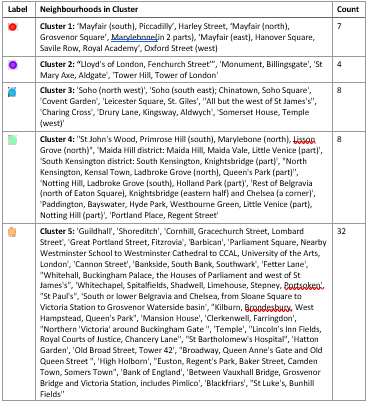 Label Neighbourhoods in Cluster Count
Cluster 1: 'Mayfair (south), Piccadilly', Harley Street, 'Mayfair (north), 7
Grosvenor Square', Marylebone(in 2 parts), 'Mayfair (east), Hanover Square,
Savile Row, Royal Academy', Oxford Street (west)
Cluster 2: "'Lloyd's of London, Fenchurch Street'", 'Monument, Billingsgate', 'St 4
Mary Axe, Aldgate', 'Tower Hill, Tower of London'
Cluster 3: 'Soho (north west)', 'Soho (south east); Chinatown, Soho Square', 8
'Covent Garden', 'Leicester Square, St. Giles', "All but the west of St James's",
'Charing Cross', 'Drury Lane, Kingsway, Aldwych', 'Somerset House, Temple
(west)'
Cluster 4: "St John's Wood, Primrose Hill (south), Marylebone (north), Lisson 8
Grove (north)", 'Maida Hill district: Maida Hill, Maida Vale, Little Venice (part)',
'South Kensington district: South Kensington, Knightsbridge (part)', "North
Kensington, Kensal Town, Ladbroke Grove (north), Queen's Park (part)",
'Notting Hill, Ladbroke Grove (south), Holland Park (part)', 'Rest of Belgravia
(north of Eaton Square), Knightsbridge (eastern half) and Chelsea (a corner)',
'Paddington, Bayswater, Hyde Park, Westbourne Green, Little Venice (part),
Notting Hill (part)', 'Portland Place, Regent Street'
Cluster 5: 'Guildhall', 'Shoreditch', 'Cornhill, Gracechurch Street, Lombard 32
Street', 'Great Portland Street, Fitzrovia', 'Barbican', 'Parliament Square, Nearby
Westminster School to Westminster Cathedral to CCAL, University of the Arts,
London', 'Cannon Street', 'Bankside, South Bank, Southwark', 'Fetter Lane',
"Whitehall, Buckingham Palace, the Houses of Parliament and west of St
James's", 'Whitechapel, Spitalfields, Shadwell, Limehouse, Stepney, Portsoken',
"St Paul's", 'South or lower Belgravia and Chelsea, from Sloane Square to
Victoria Station to Grosvenor Waterside basin', "Kilburn, Brondesbury, West
Hampstead, Queen's Park", 'Mansion House', 'Clerkenwell, Farringdon',
"Northern 'Victoria' around Buckingham Gate ", 'Temple', "Lincoln's Inn Fields,
Royal Courts of Justice, Chancery Lane", "St Bartholomew's Hospital", 'Hatton
Garden', 'Old Broad Street, Tower 42', "Broadway, Queen Anne's Gate and Old
Queen Street ", 'High Holborn', "Euston, Regent's Park, Baker Street, Camden
Town, Somers Town", 'Bank of England', 'Between Vauxhall Bridge, Grosvenor
Bridge and Victoria Station, includes Pimlico', 'Blackfriars', "St Luke's, Bunhill
Fields"